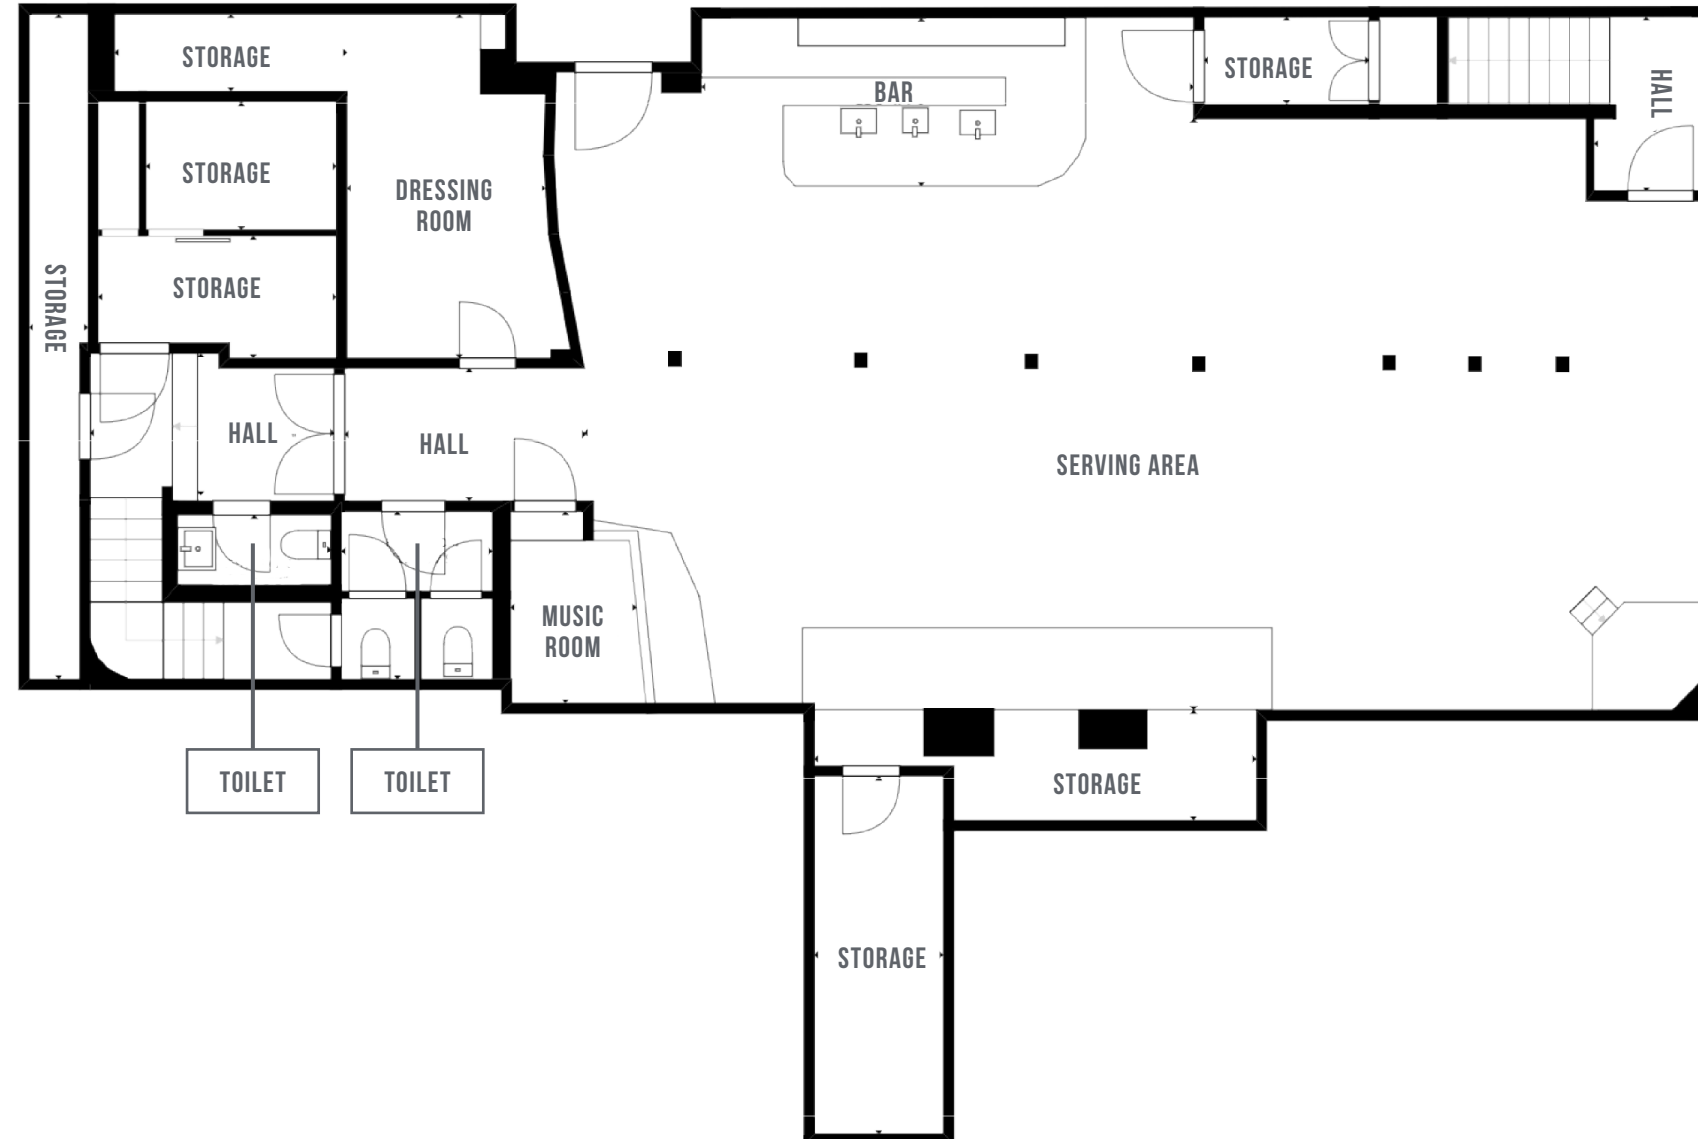 STORAGE
BAR
STORAGE
HALL
STORAGE
DRESSING
ROOM
STORAGE
STORAGE
HALL
HALL
SERVING AREA
MUSIC
ROOM
TOILET
TOILET
STORAGE
STORAGE